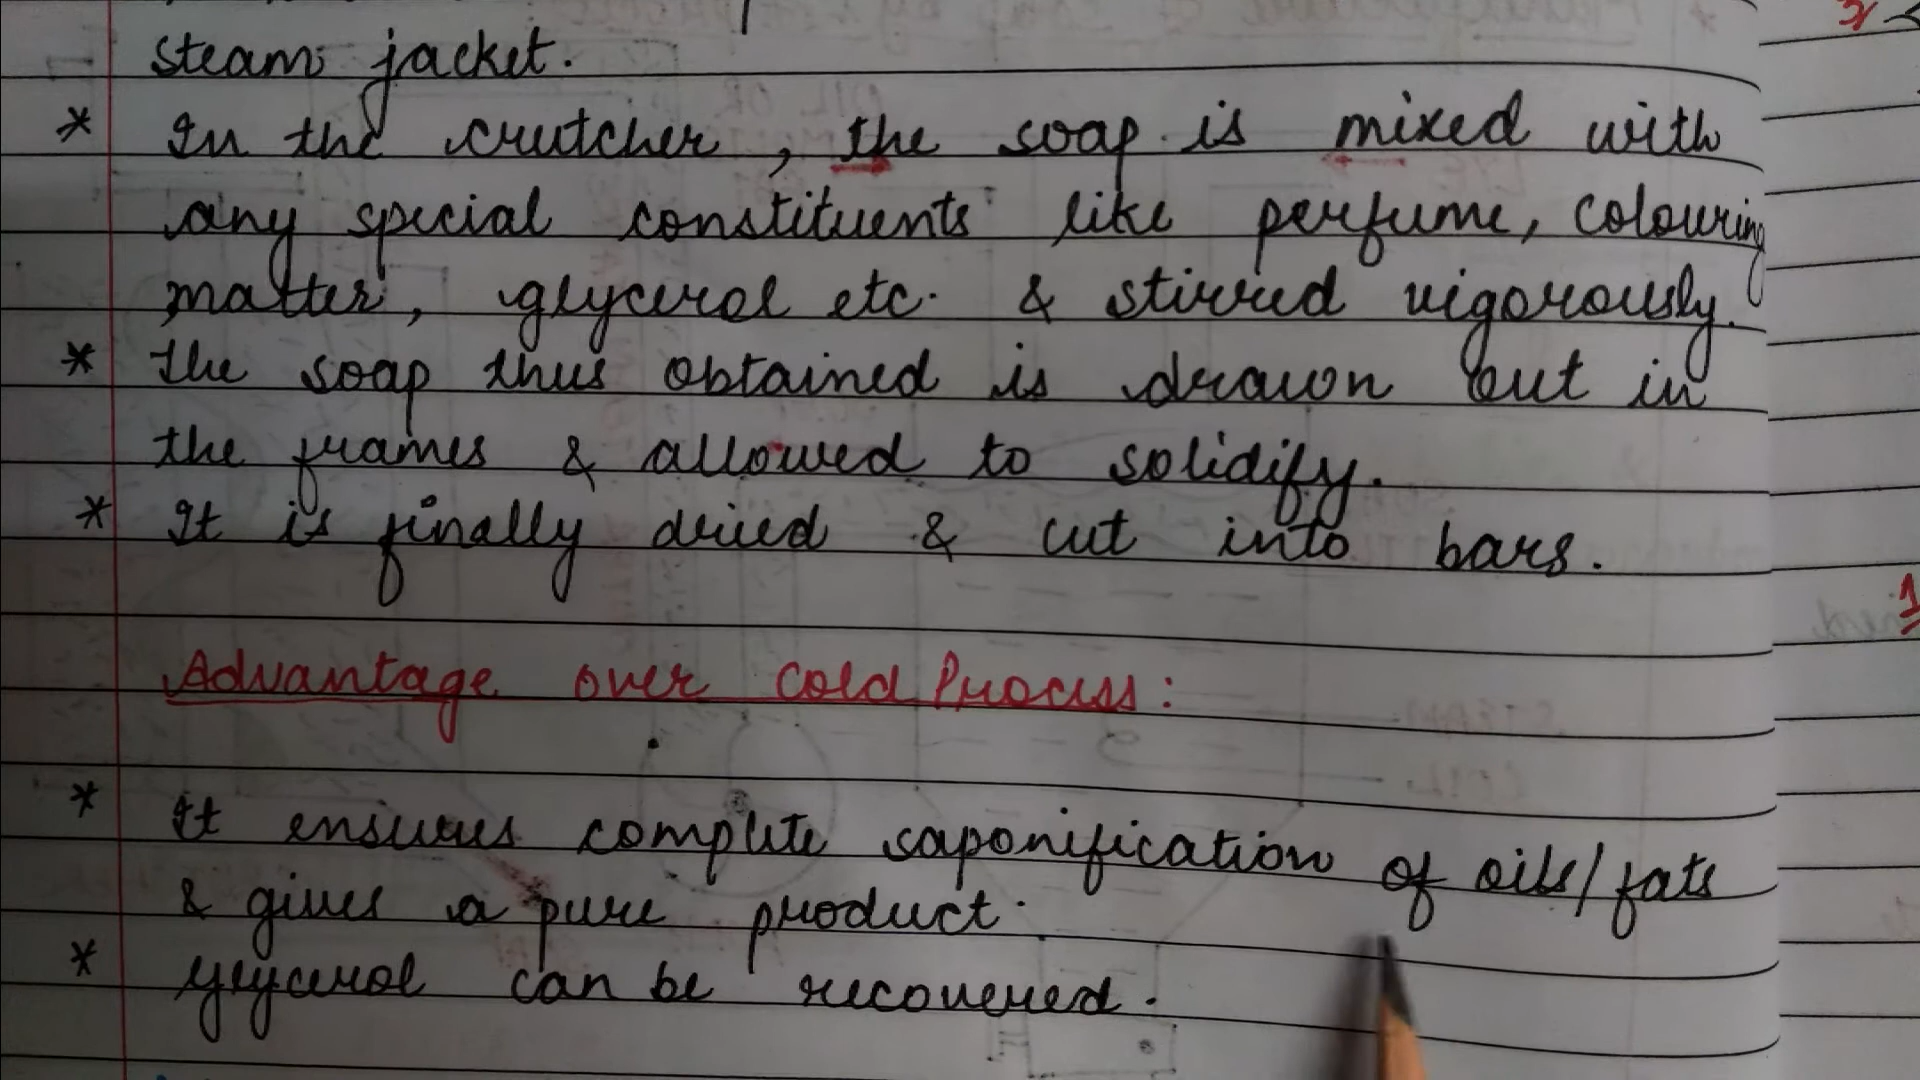 steam jacket.
* In the crutcher, the soap is mixed with
any special constituents like perfume, colouring
matter, glycerol etc. & stirred vigorously.
* the soap thus obtained is drawn out in
the frames & allowed to solidify.
* It is finally dried & cut into bars.
Advantage over cold Process:
* It ensures complete saponification of oils/fats
& gives a pure product.
* glycerol can be recovered.